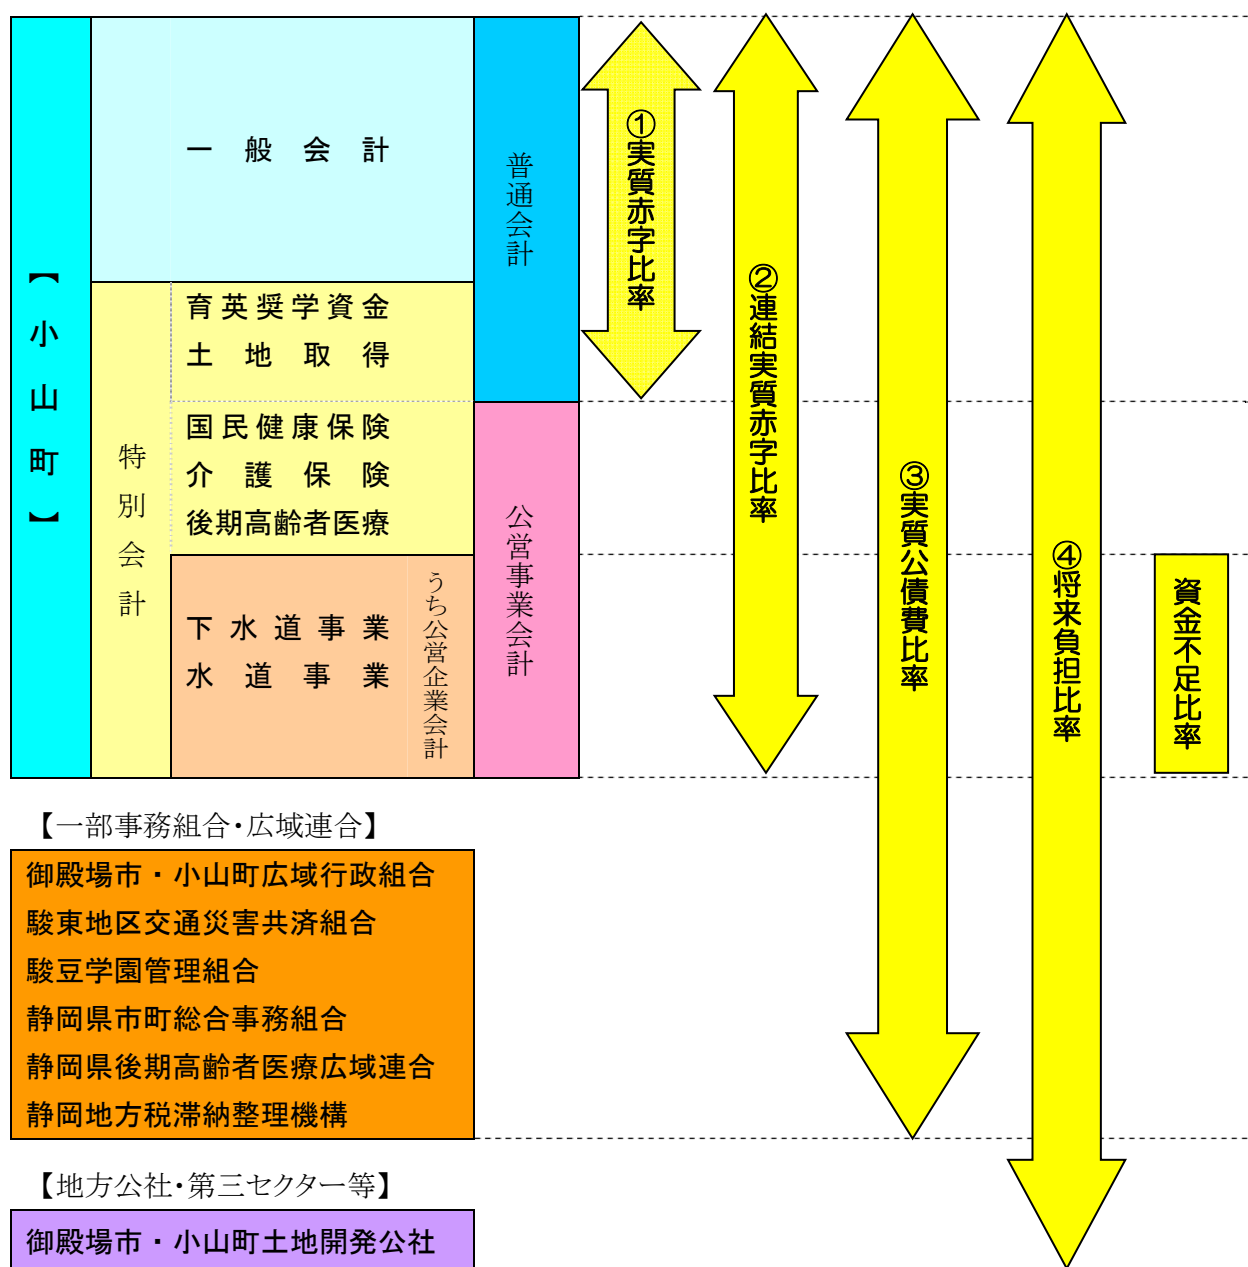 【小山町】
一般会計
特別会計
育英奨学資金
土地取得
国民健康保険
介護保険
後期高齢者医療
下水道事業
水道事業
うち公営企業会計
普通会計
公営事業会計
①実質赤字比率
②連結実質赤字比率
③実質公債費比率
④将来負担比率
資金不足比率
【一部事務組合・広域連合】
御殿場市・小山町広域行政組合
駿東地区交通災害共済組合
駿豆学園管理組合
静岡県市町総合事務組合
静岡県後期高齢者医療広域連合
静岡地方税滞納整理機構
【地方公社・第三セクター等】
御殿場市・小山町土地開発公社